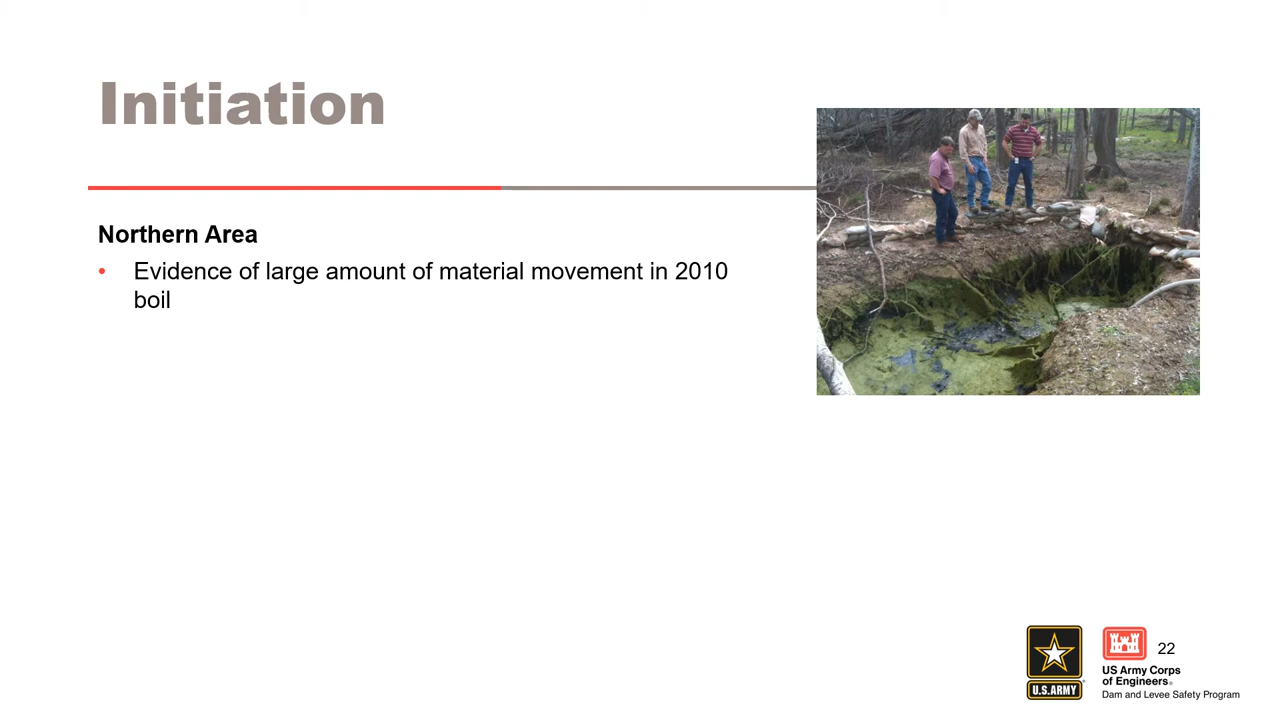 Initiation
Northern Area
• Evidence of large amount of material movement in 2010
boil
22
U.S.ARMY
US Army Corps
of Engineers®
Dam and Levee Safety Program